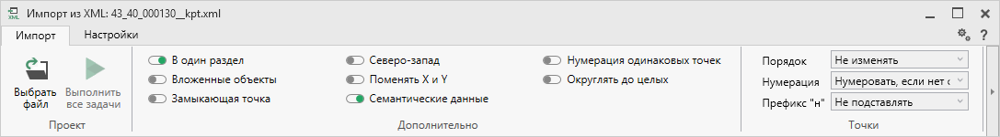 Импорт из XML: 43_40_000130__kpt.xml
Импорт
Настройки
?
Выбрать
файл
Выполнить
все задачи
Проект
В один раздел
Вложенные объекты
Замыкающая точка
Северо-запад
Поменять X и Y
Семантические данные
Нумерация одинаковых точек
Округлять до целых
Дополнительно
Порядок
Не изменять
Нумерация
Нумеровать, если нет
Префикс "н"
Не подставлять
Точки